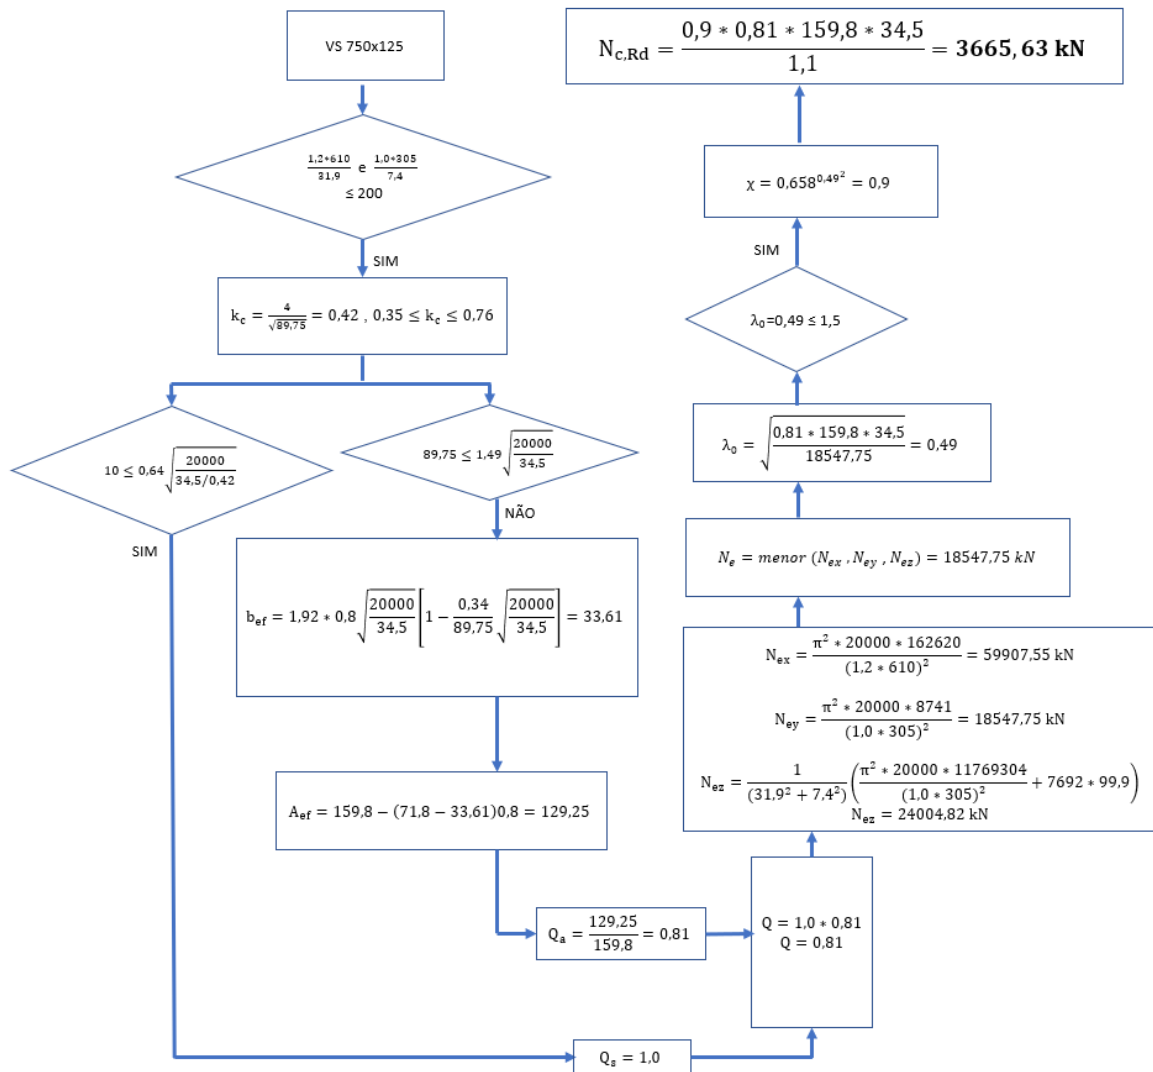 VS 750x125
1,2∗610/31,9 e 1,0∗305/7,4
≤ 200
SIM
k_c = 4/√89,75 = 0,42 , 0,35 ≤ k_c ≤ 0,76
10 ≤ 0,64 √(20000/(34,5/0,42))
SIM
89,75 ≤ 1,49 √(20000/34,5)
NÃO
b_ef = 1,92 ∗ 0,8 √(20000/34,5) [1 − 0,34/89,75 √(20000/34,5)] = 33,61
A_ef = 159,8 − (71,8 − 33,61)0,8 = 129,25
Q_a = 129,25/159,8 = 0,81
Q_s = 1,0
Q = 1,0 ∗ 0,81
Q = 0,81
N_ex = π² ∗ 20000 ∗ 162620/(1,2 ∗ 610)² = 59907,55 kN
N_ey = π² ∗ 20000 ∗ 8741/(1,0 ∗ 305)² = 18547,75 kN
N_ez = 1/(31,9² + 7,4²) (π² ∗ 20000 ∗ 11769304/(1,0 ∗ 305)² + 7692 ∗ 99,9)
N_ez = 24004,82 kN
N_e = menor (N_ex , N_ey , N_ez) = 18547,75 kN
λ_0 = √(0,81 ∗ 159,8 ∗ 34,5/18547,75) = 0,49
λ_0=0,49 ≤ 1,5
SIM
χ = 0,658^0,49² = 0,9
N_c,Rd = 0,9 ∗ 0,81 ∗ 159,8 ∗ 34,5/1,1 = 3665,63 kN